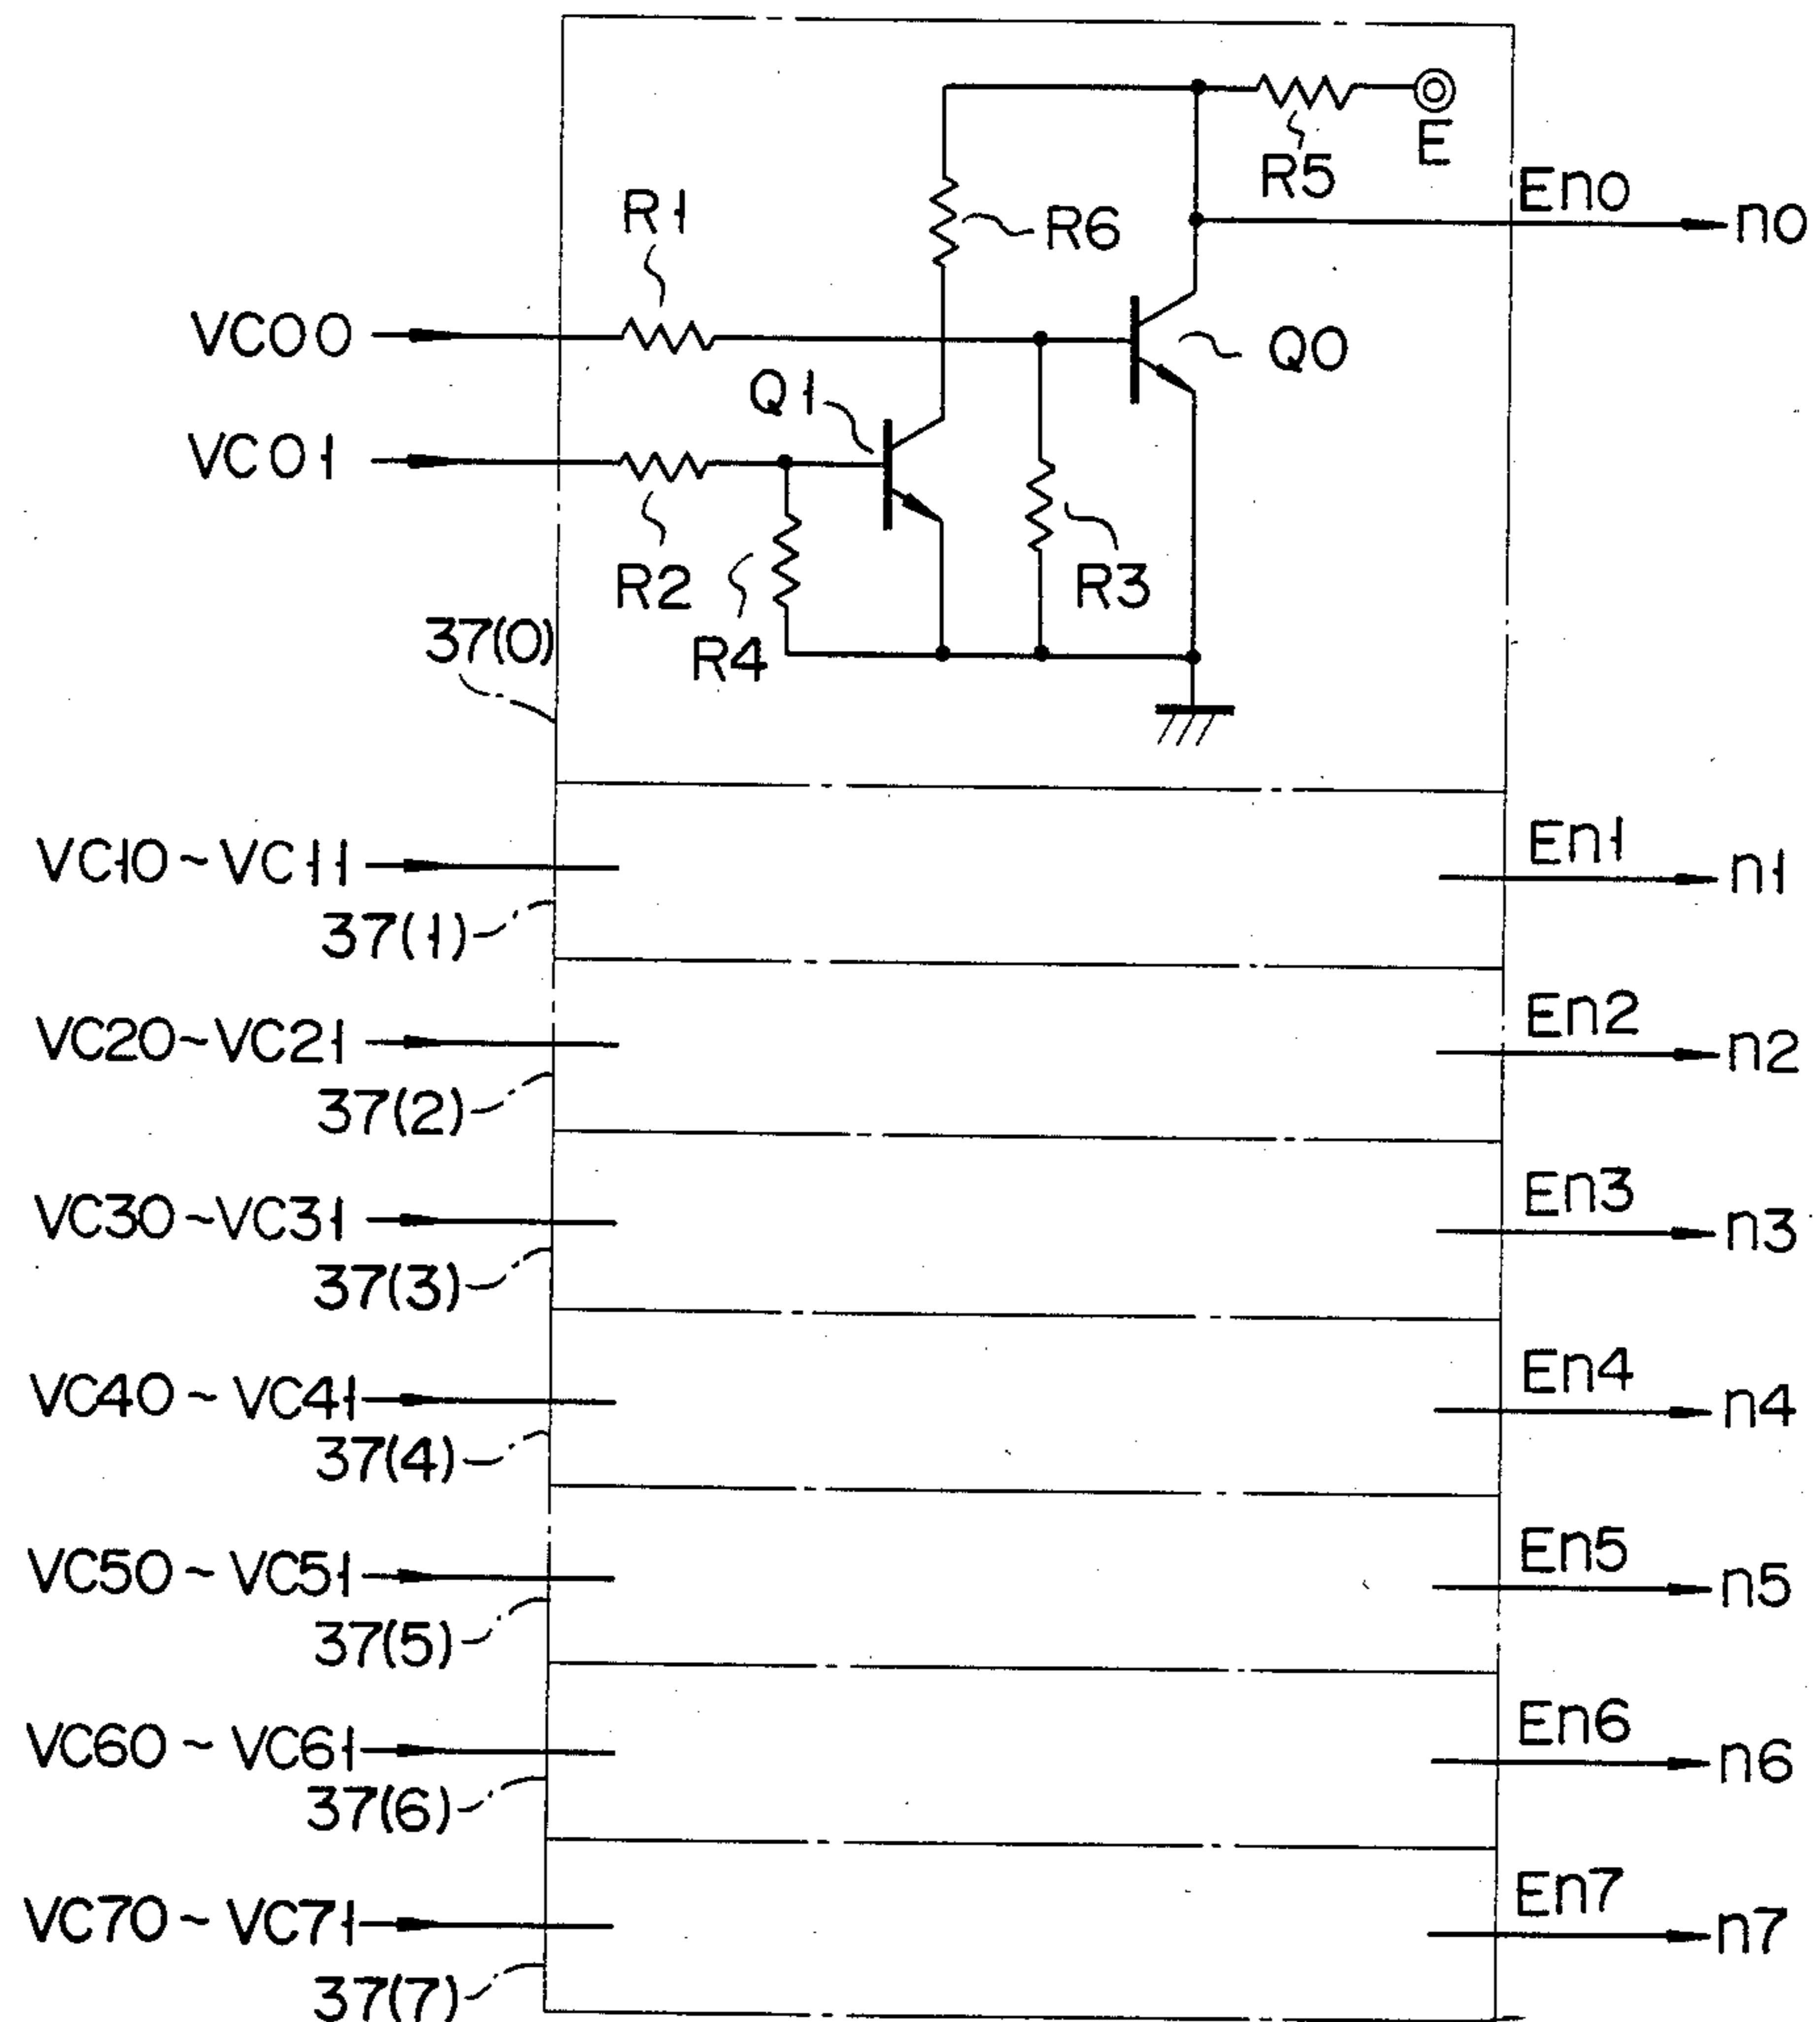 E
R5
En0
n0
R1
R6
VC00
Q0
Q1
VC01
R2
R3
R4
37(0)
VC10~VC11
En1
n1
37(1)
VC20~VC21
En2
n2
37(2)
VC30~VC31
En3
n3
37(3)
VC40~VC41
En4
n4
37(4)
VC50~VC51
En5
n5
37(5)
VC60~VC61
En6
n6
37(6)
VC70~VC71
En7
n7
37(7)